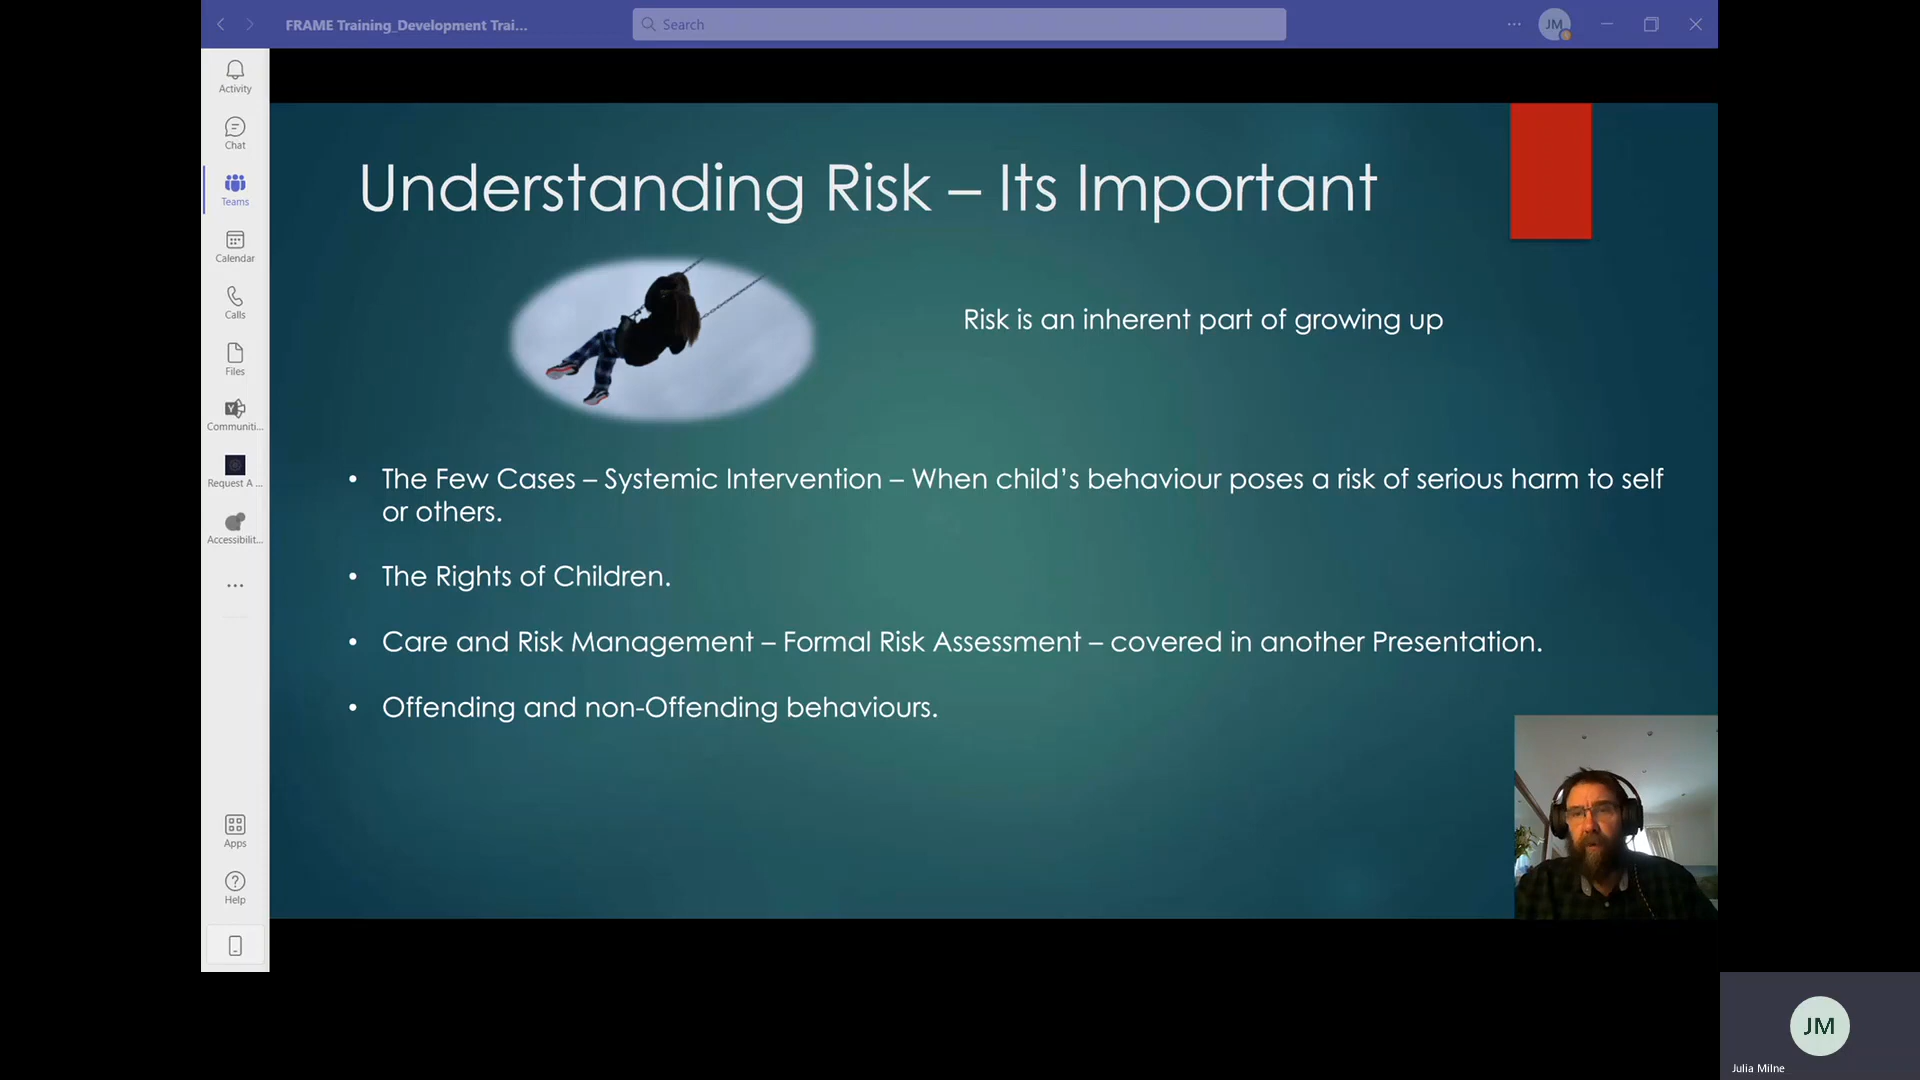 FRAME Training_Development Trai...
Search
JM
Activity
Chat
Teams
Calendar
Calls
Files
Communiti...
Request A ...
Accessibilit...
Apps
Help
Understanding Risk – Its Important
Risk is an inherent part of growing up
• The Few Cases – Systemic Intervention – When child’s behaviour poses a risk of serious harm to self
or others.
• The Rights of Children.
• Care and Risk Management – Formal Risk Assessment – covered in another Presentation.
• Offending and non-Offending behaviours.
JM
Julia Milne